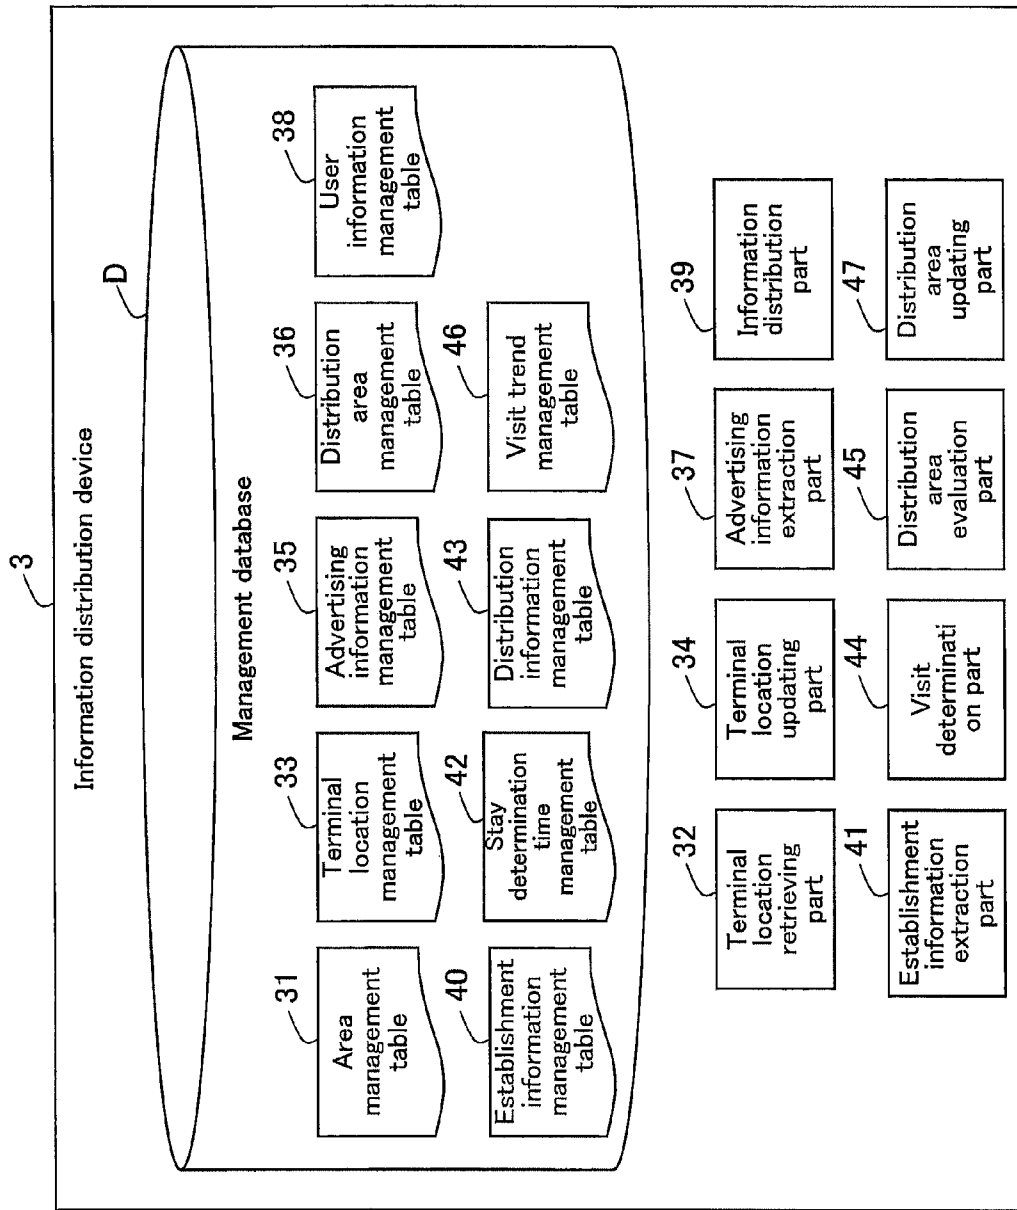 3
Information distribution device
D
Management database
31
Area
management
table
33
Terminal
location
management
table
35
Advertising
information
management
table
36
Distribution
area
management
table
38
User
information
management
table
40
Establishment
information
management
table
42
Stay
determination
time
management
table
43
Distribution
information
management
table
46
Visit trend
management
table
32
Terminal
location
retrieving
part
34
Terminal
location
updating
part
37
Advertising
information
extraction
part
39
Information
distribution
part
41
Establishment
information
extraction
part
44
Visit
determinati
on part
45
Distribution
area
evaluation
part
47
Distribution
area
updating
part